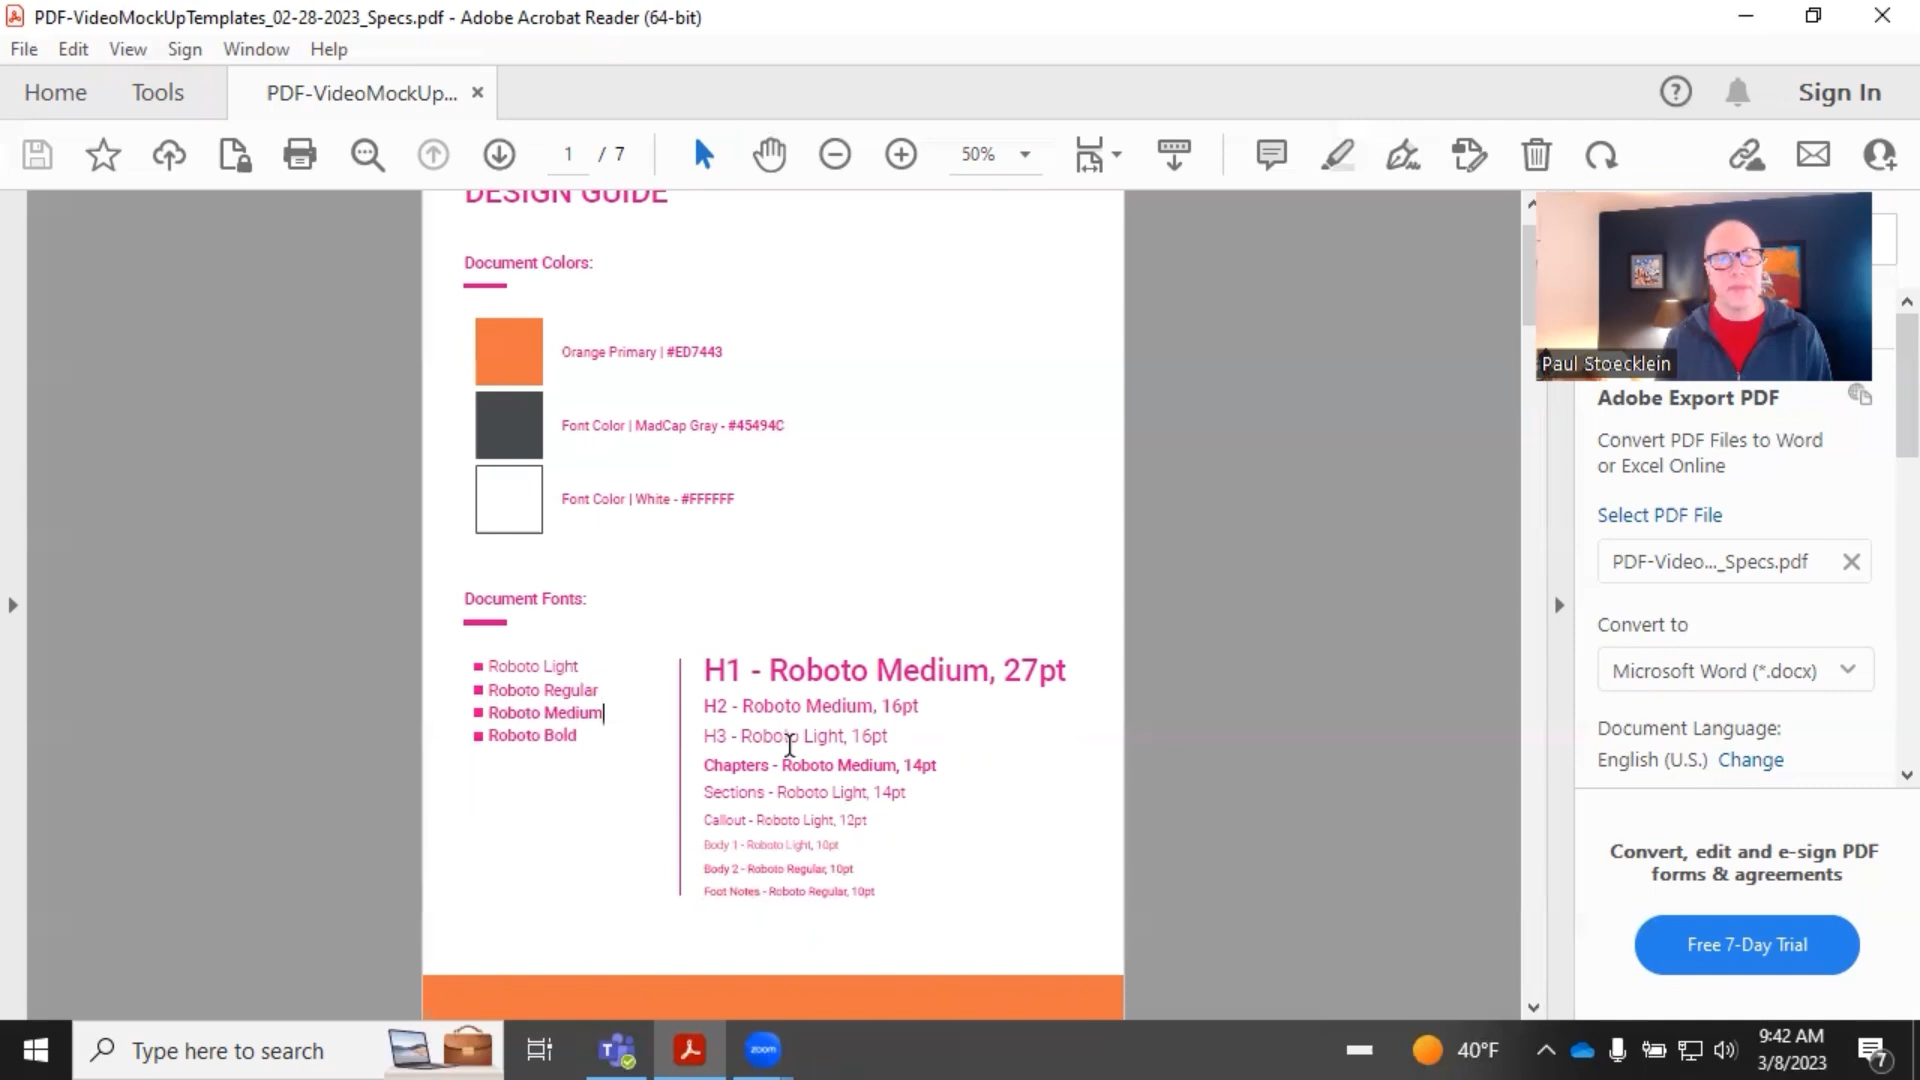 PDF-VideoMockUpTemplates_02-28-2023_Specs.pdf - Adobe Acrobat Reader (64-bit)
File Edit View Sign Window Help
Home Tools PDF-VideoMockUp... Sign In
1 / 7 50%
DESIGN GUIDE
Document Colors:
Orange Primary | #ED7443
Font Color | MadCap Gray - #45494C
Font Color | White - #FFFFFF
Document Fonts:
Roboto Light
Roboto Regular
Roboto Medium
Roboto Bold
H1 - Roboto Medium, 27pt
H2 - Roboto Medium, 16pt
H3 - Roboto Light, 16pt
Chapters - Roboto Medium, 14pt
Sections - Roboto Light, 14pt
Callout - Roboto Light, 12pt
Body 1 - Roboto Light, 10pt
Body 2 - Roboto Regular, 10pt
Foot Notes - Roboto Regular, 10pt
Paul Stoecklein
Adobe Export PDF
Convert PDF Files to Word
or Excel Online
Select PDF File
PDF-Video..._Specs.pdf
Convert to
Microsoft Word (*.docx)
Document Language:
English (U.S.) Change
Convert, edit and e-sign PDF
forms & agreements
Free 7-Day Trial
Type here to search
T
zoom
40°F
9:42 AM
3/8/2023
7